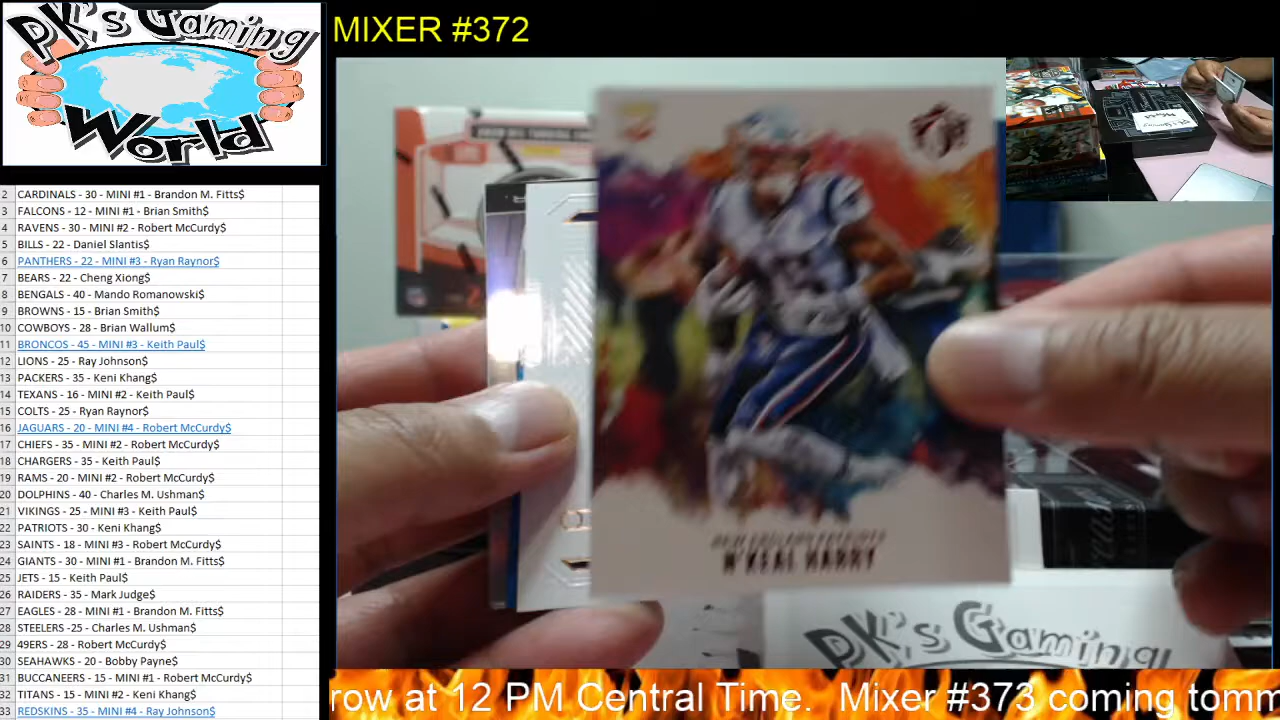 PK's Gaming
World
MIXER #372
2 CARDINALS - 30 - MINI #1 - Brandon M. Fitts$
3 FALCONS - 12 - MINI #1 - Brian Smith$
4 RAVENS - 30 - MINI #2 - Robert McCurdy$
5 BILLS - 22 - Daniel Slantis$
6 PANTHERS - 22 - MINI #3 - Ryan Raynor$
7 BEARS - 22 - Cheng Xiong$
8 BENGALS - 40 - Mando Romanowski$
9 BROWNS - 15 - Brian Smith$
10 COWBOYS - 28 - Brian Wallum$
11 BRONCOS - 45 - MINI #3 - Keith Paul$
12 LIONS - 25 - Ray Johnson$
13 PACKERS - 35 - Keni Khang$
14 TEXANS - 16 - MINI #2 - Keith Paul$
15 COLTS - 25 - Ryan Raynor$
16 JAGUARS - 20 - MINI #4 - Robert McCurdy$
17 CHIEFS - 35 - MINI #2 - Robert McCurdy$
18 CHARGERS - 35 - Keith Paul$
19 RAMS - 20 - MINI #2 - Robert McCurdy$
20 DOLPHINS - 40 - Charles M. Ushman$
21 VIKINGS - 25 - MINI #3 - Keith Paul$
22 PATRIOTS - 30 - Keni Khang$
23 SAINTS - 18 - MINI #3 - Robert McCurdy$
24 GIANTS - 30 - MINI #1 - Brandon M. Fitts$
25 JETS - 15 - Keith Paul$
26 RAIDERS - 35 - Mark Judge$
27 EAGLES - 28 - MINI #1 - Brandon M. Fitts$
28 STEELERS -25 - Charles M. Ushman$
29 49ERS - 28 - Robert McCurdy$
30 SEAHAWKS - 20 - Bobby Payne$
31 BUCCANEERS - 15 - MINI #1 - Robert McCurdy$
32 TITANS - 15 - MINI #2 - Keni Khang$
33 REDSKINS - 35 - MINI #4 - Ray Johnson$
NEW ENGLAND PATRIOTS
N'KEAL HARRY
PK's Gaming
row at 12 PM Central Time. Mixer #373 coming tomm